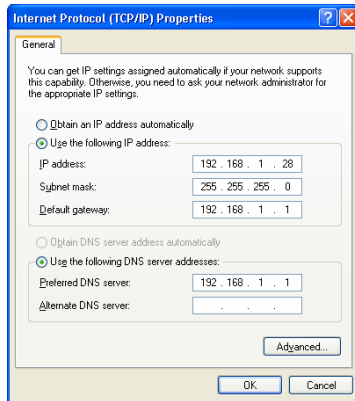 Internet Protocol (TCP/IP) Properties
General
You can get IP settings assigned automatically if your network supports
this capability. Otherwise, you need to ask your network administrator for
the appropriate IP settings.
Obtain an IP address automatically
Use the following IP address:
IP address: 192 . 168 . 1 . 28
Subnet mask: 255 . 255 . 255 . 0
Default gateway: 192 . 168 . 1 . 1
Obtain DNS server address automatically
Use the following DNS server addresses:
Preferred DNS server: 192 . 168 . 1 . 1
Alternate DNS server: . . .
Advanced...
OK Cancel